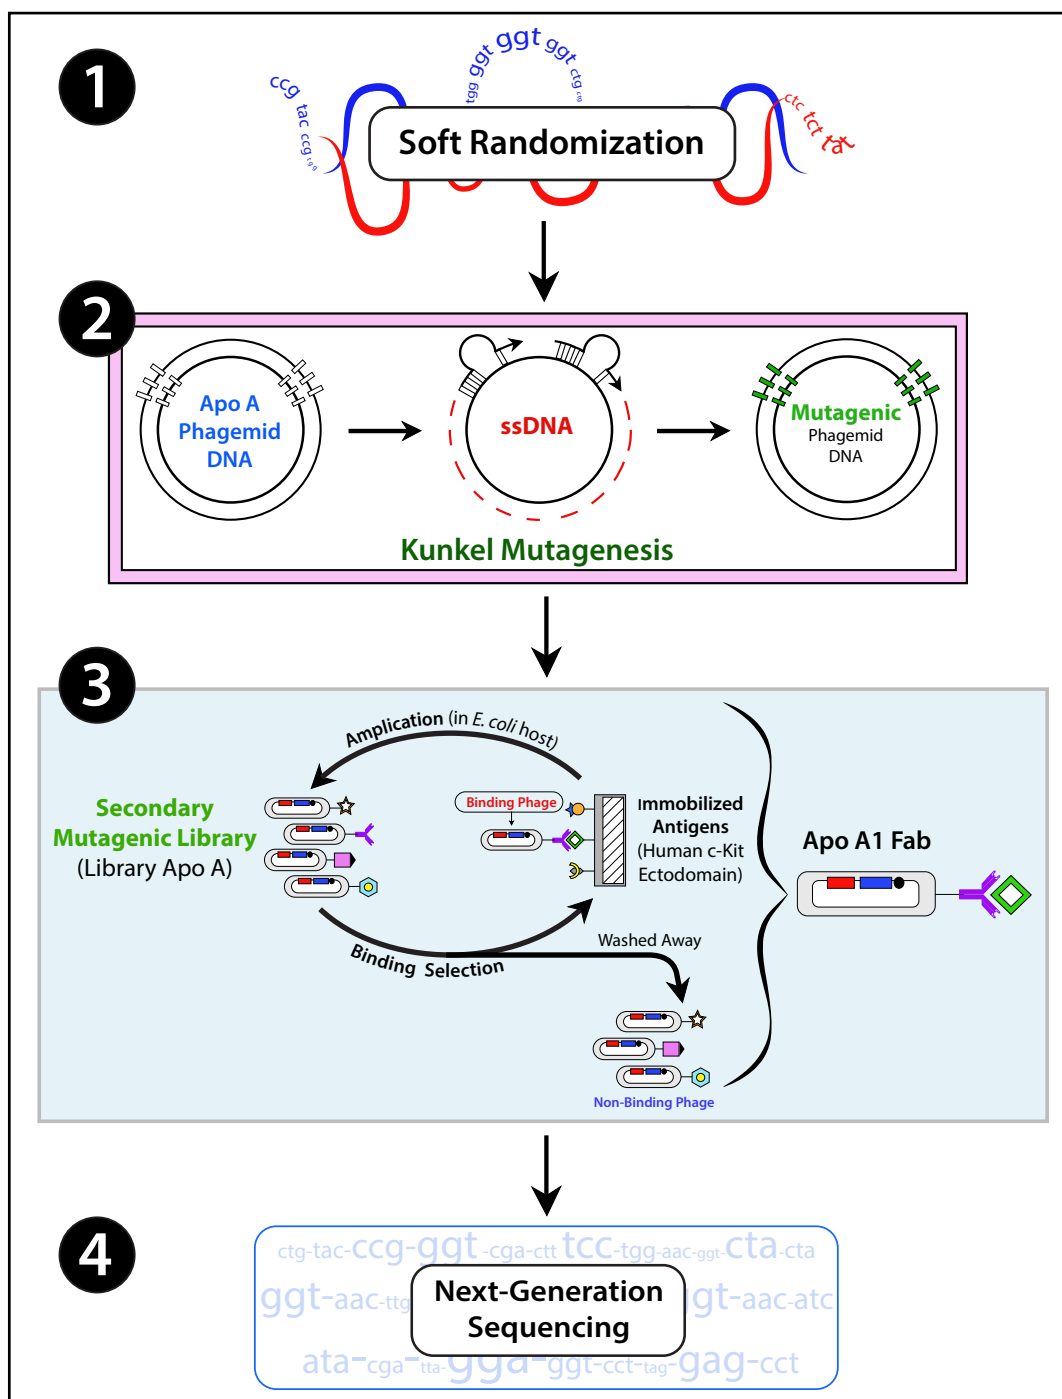 1
ccg
tac
ccg
tgg
tgg
ggt
ggt
ggt
ctg
ctg
ctc
tct
tat
Soft Randomization
2
Apo A
Phagemid
DNA
ssDNA
Mutagenic
Phagemid
DNA
Kunkel Mutagenesis
3
Amplication (in E. coli host)
Secondary
Mutagenic Library
(Library Apo A)
Binding Phage
Immobilized
Antigens
(Human c-Kit
Ectodomain)
Apo A1 Fab
Binding Selection
Washed Away
Non-Binding Phage
4
ctg-tac-ccg-ggt-cga-ctt tcc-tgg-aac-ggt-cta-cta
ggt-aac-ttg gt-aac-atc
Next-Generation
Sequencing
ata-cga-tta-gga-ggt-cct-tag-gag-cct